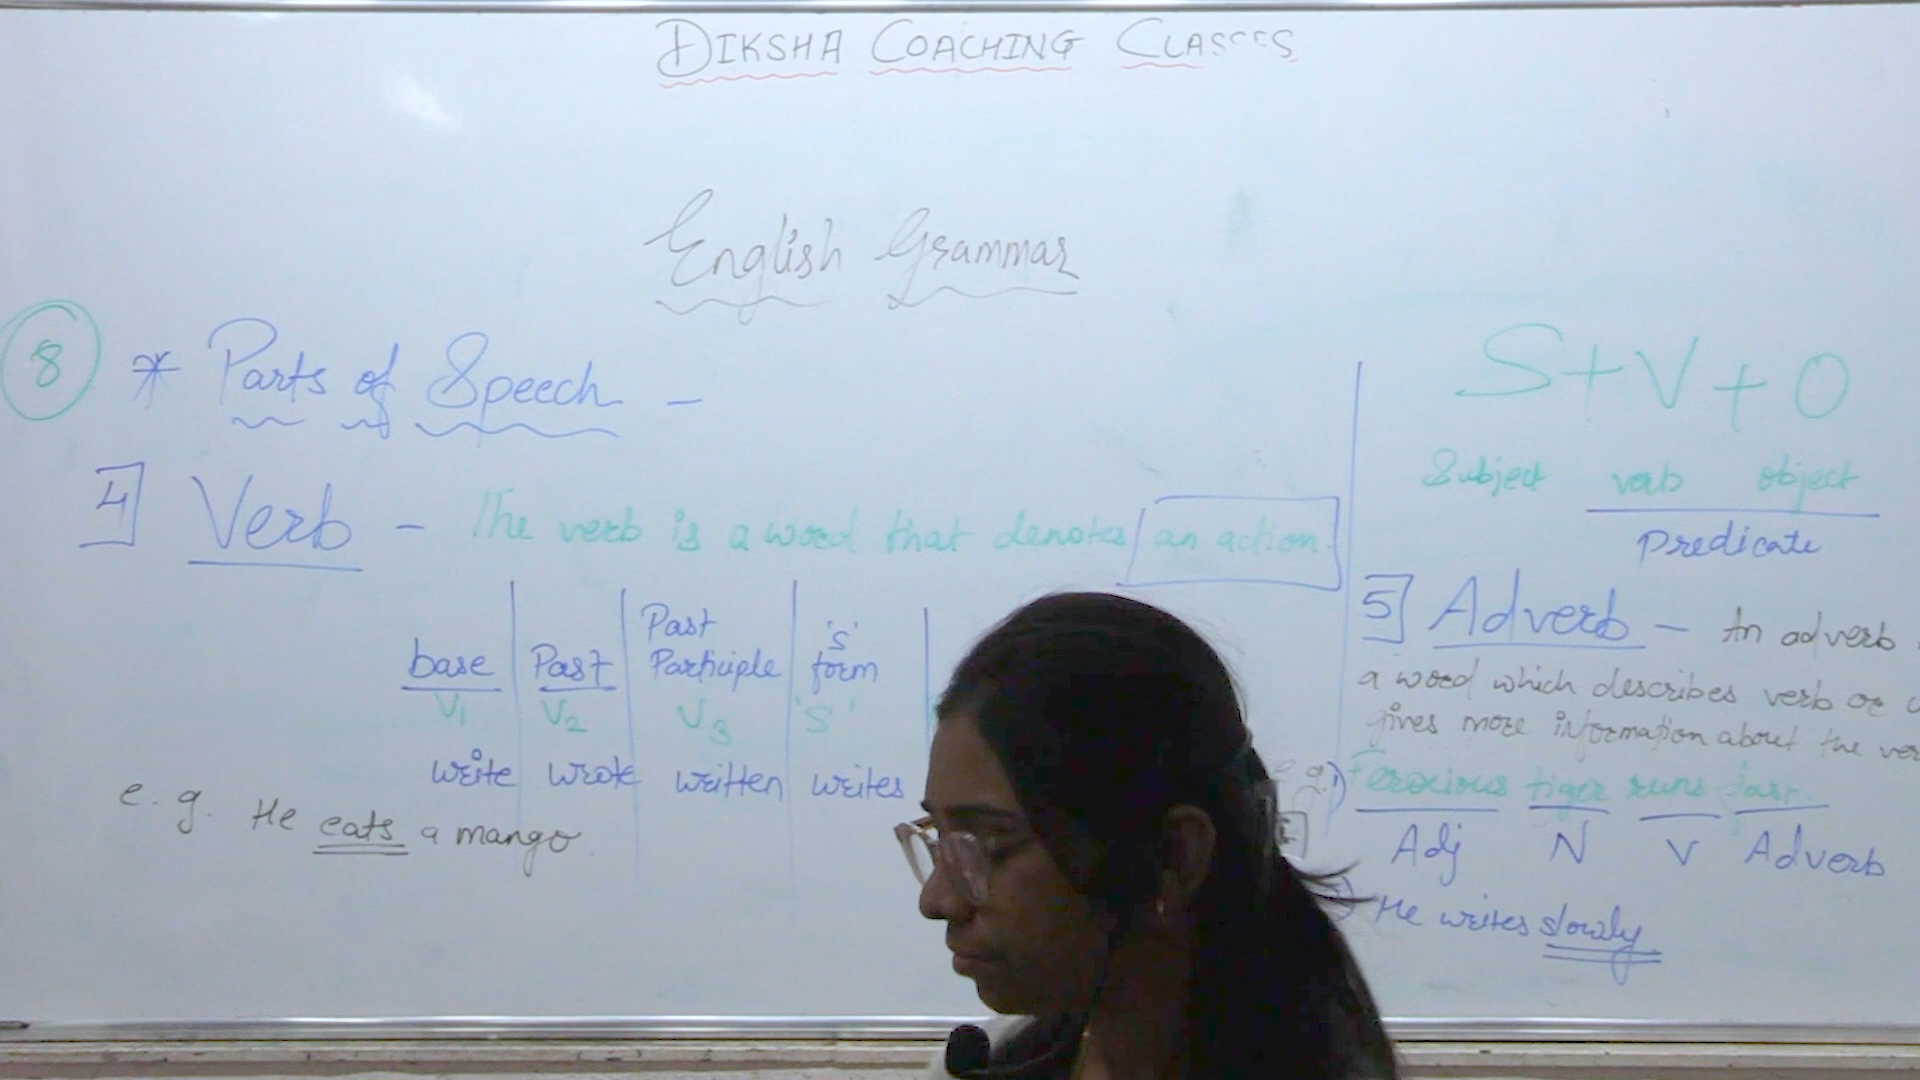 DIKSHA COACHING CLASSES
English Grammar
8 * Parts of Speech -
4] Verb - The verb is a word that denotes an action.
base | Past | Past Participle | 's' form
V1 V2 V3 's'
write | wrote | written | writes
e.g. He eats a mango.
S+V+O
Subject verb object
Predicate
5] Adverb - An adverb
a word which describes verb or
gives more information about the
e.g. 1) Ferocious tiger runs fast.
Adj N V Adverb
He writes slowly.